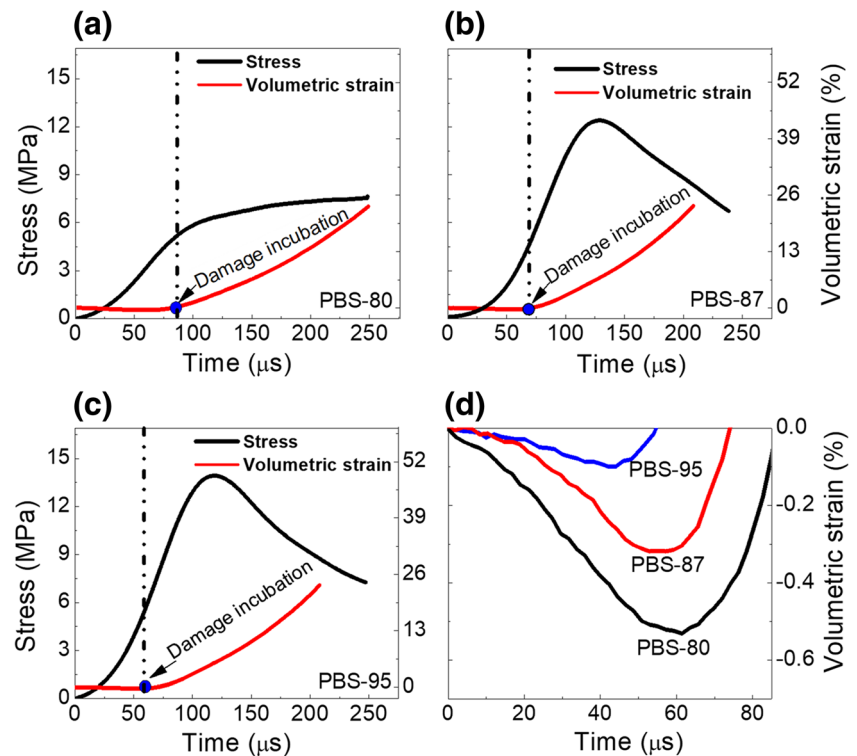 (a)
Stress
Volumetric strain
Damage incubation
PBS-80
Stress (MPa)
15
12
9
6
3
0
0 50 100 150 200 250
Time (μs)
(b)
Stress
Volumetric strain
Damage incubation
PBS-87
52
39
26
13
0
Volumetric strain (%)
0 50 100 150 200 250
Time (μs)
(c)
Stress
Volumetric strain
Damage incubation
PBS-95
Stress (MPa)
15
12
9
6
3
0
52
49
26
13
0
0 50 100 150 200 250
Time (μs)
(d)
PBS-95
PBS-87
PBS-80
0.0
-0.2
-0.4
-0.6
Volumetric strain (%)
0 20 40 60 80
Time (μs)